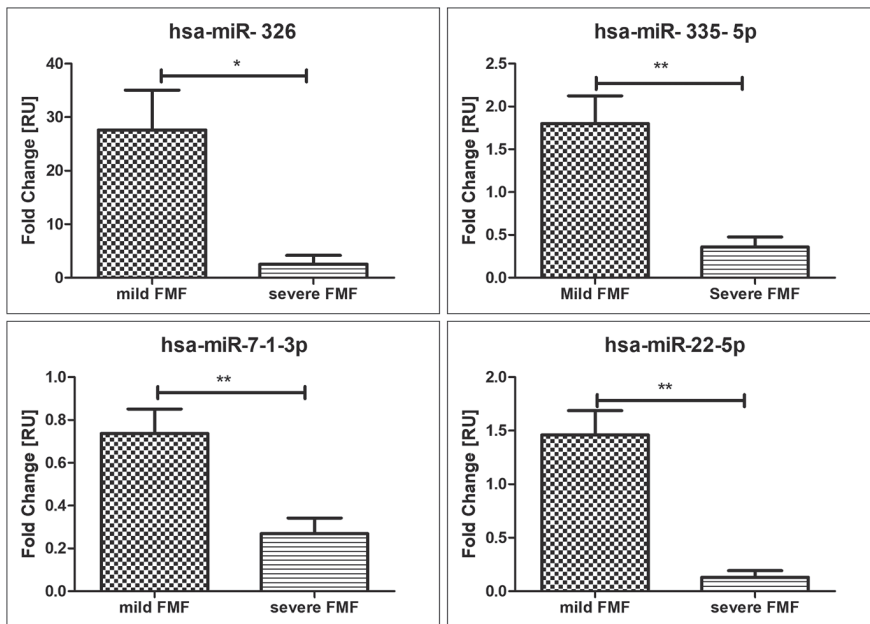 hsa-miR- 326
*
Fold Change [RU]
40
30
20
10
0
mild FMF severe FMF
hsa-miR- 335- 5p
**
Fold Change [RU]
2.5
2.0
1.5
1.0
0.5
0.0
Mild FMF Severe FMF
hsa-miR-7-1-3p
**
Fold Change [RU]
1.0
0.8
0.6
0.4
0.2
0.0
mild FMF severe FMF
hsa-miR-22-5p
**
Fold Change [RU]
2.0
1.5
1.0
0.5
0.0
mild FMF severe FMF